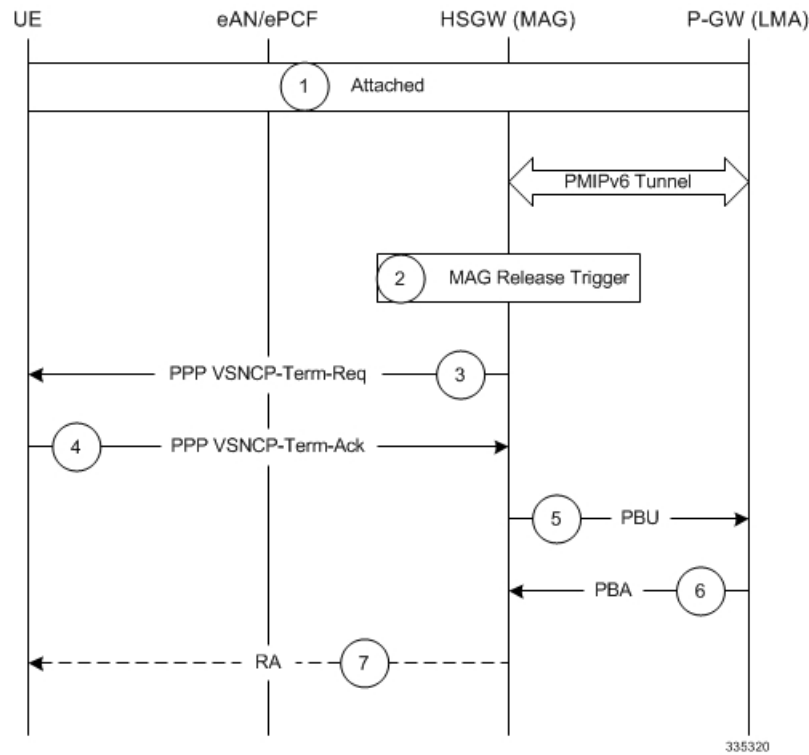 UE
eAN/ePCF
HSGW (MAG)
P-GW (LMA)
1
Attached
PMIPv6 Tunnel
2
MAG Release Trigger
PPP VSNCP-Term-Req
3
4
PPP VSNCP-Term-Ack
5
PBU
PBA
6
RA
7
335320